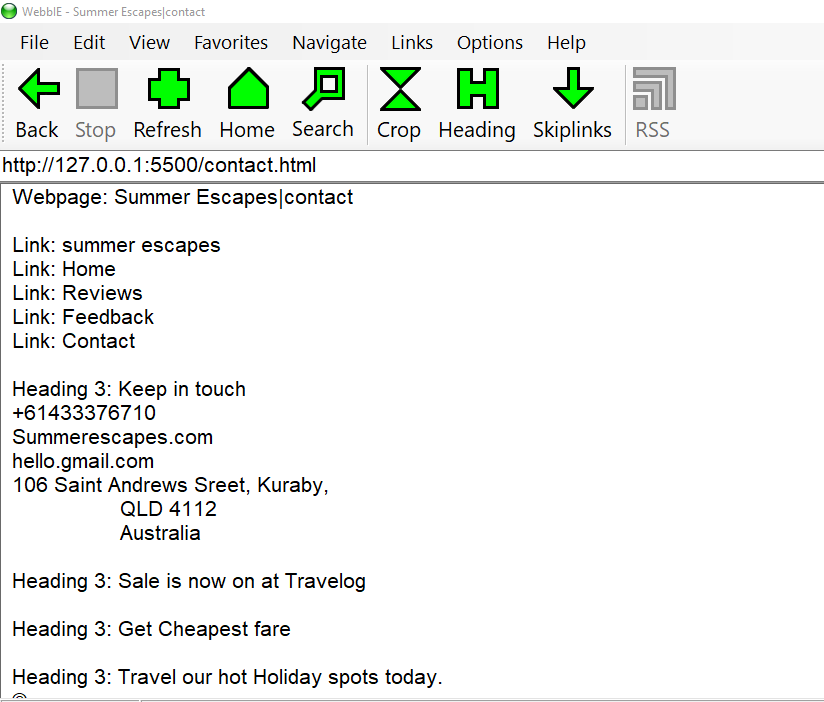 WebbIE - Summer Escapes|contact
File Edit View Favorites Navigate Links Options Help
Back Stop Refresh Home Search Crop Heading Skiplinks RSS
http://127.0.0.1:5500/contact.html
Webpage: Summer Escapes|contact
Link: summer escapes
Link: Home
Link: Reviews
Link: Feedback
Link: Contact
Heading 3: Keep in touch
+61433376710
Summerescapes.com
hello.gmail.com
106 Saint Andrews Sreet, Kuraby,
QLD 4112
Australia
Heading 3: Sale is now on at Travelog
Heading 3: Get Cheapest fare
Heading 3: Travel our hot Holiday spots today.